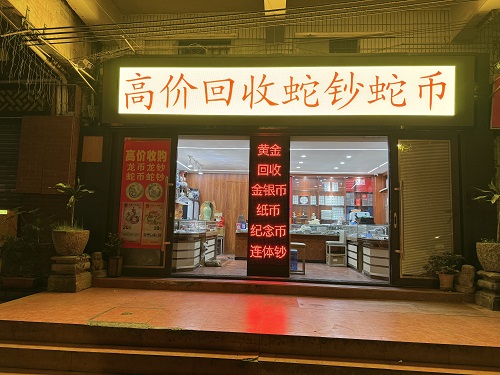 高价回收蛇钞蛇币
高价收购
龙币龙钞
蛇币蛇钞
黄金
回收
金银币
纸币
纪念币
连体钞